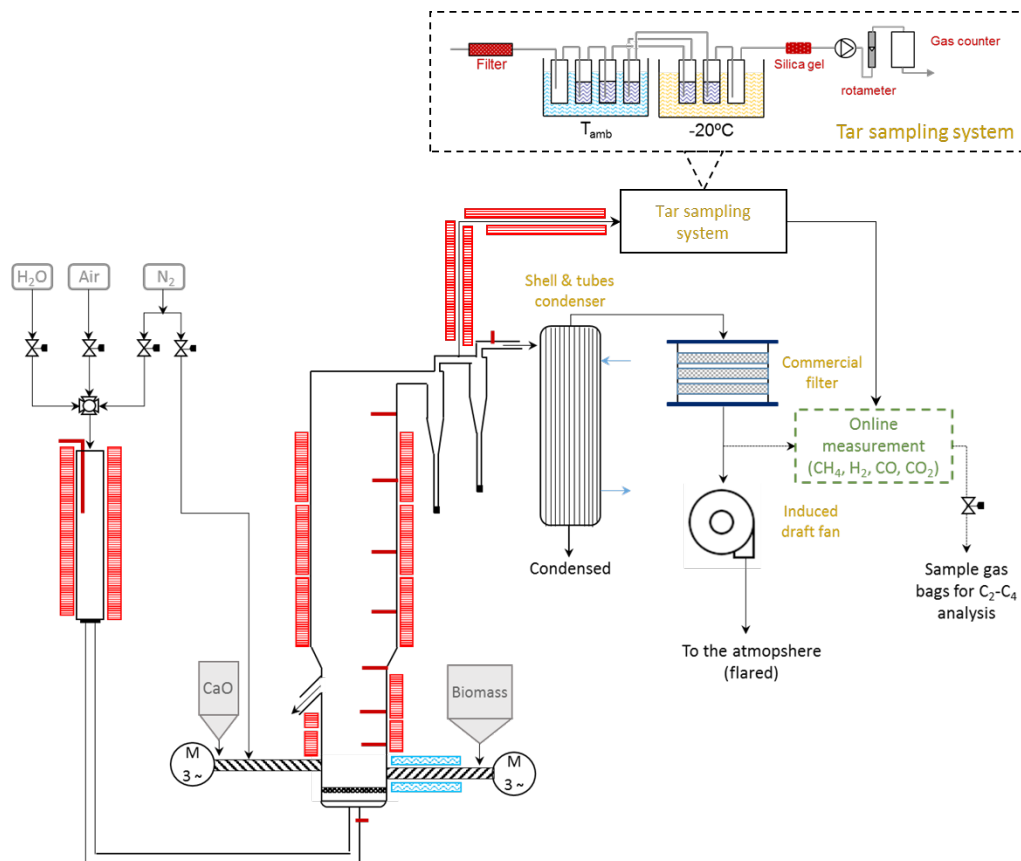 Filter
Silica gel
Gas counter
rotameter
T_amb
-20ºC
Tar sampling system
Tar sampling
system
H₂O
Air
N₂
Shell & tubes
condenser
Commercial
filter
Online
measurement
(CH₄, H₂, CO, CO₂)
Induced
draft fan
Condensed
Sample gas
bags for C₂-C₄
analysis
To the atmopshere
(flared)
CaO
Biomass
M
3 ~
M
3 ~